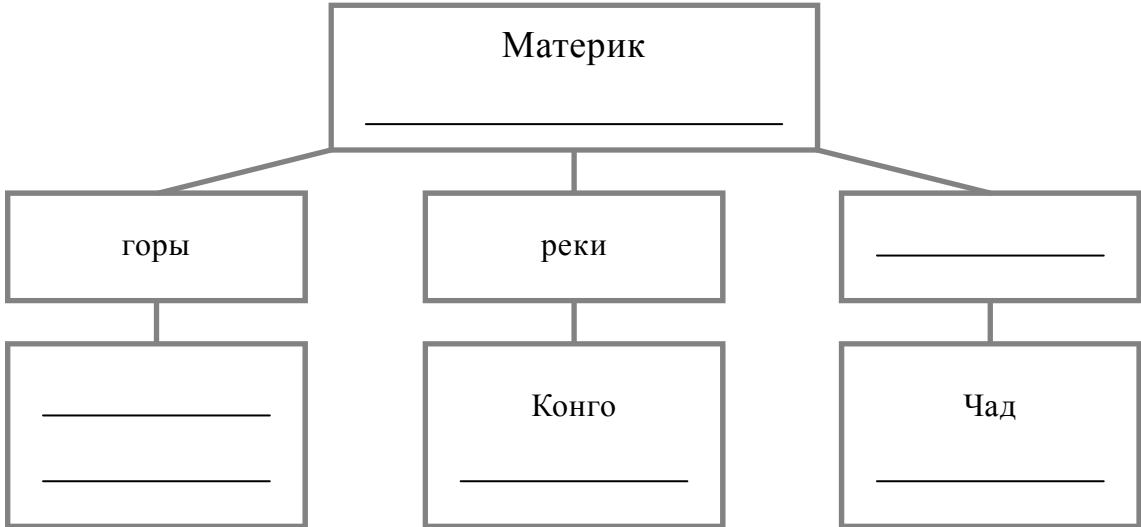 Материк
горы
реки
Конго
Чад